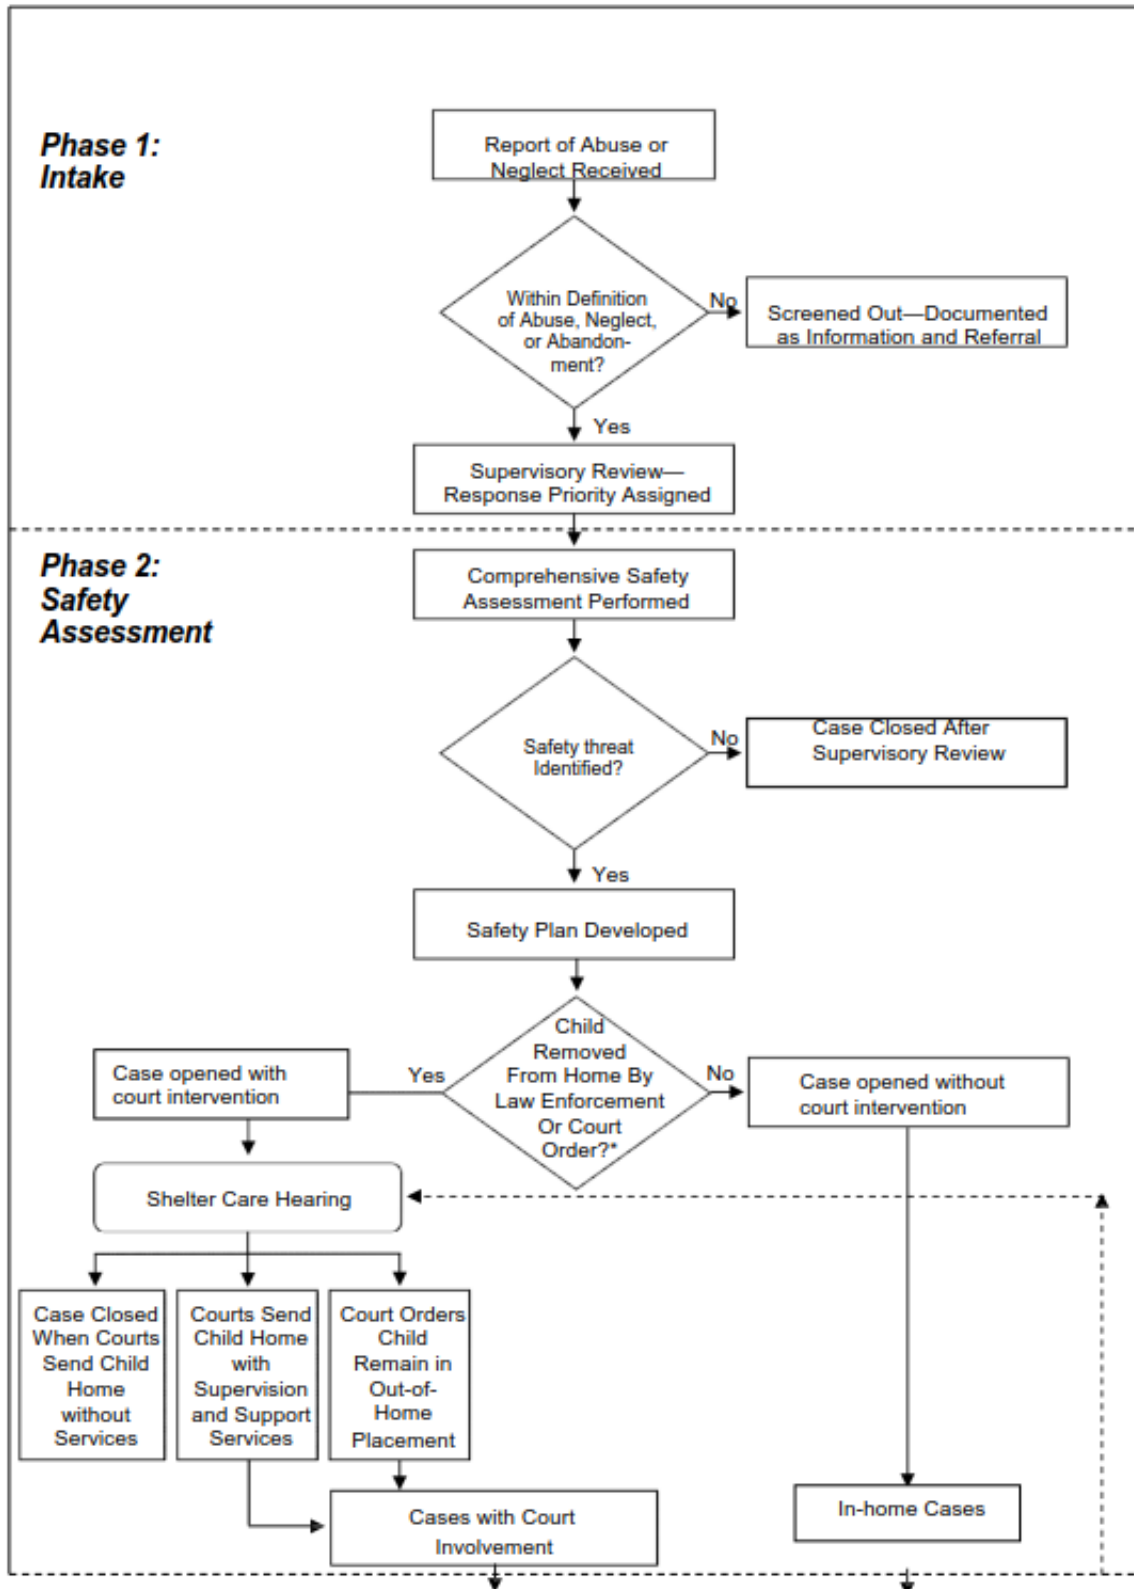 Phase 1:
Intake
Report of Abuse or
Neglect Received
Within Definition
of Abuse, Neglect,
or Abandon-
ment?
No
Screened Out—Documented
as Information and Referral
Yes
Supervisory Review—
Response Priority Assigned
Phase 2:
Safety
Assessment
Comprehensive Safety
Assessment Performed
Safety threat
Identified?
No
Case Closed After
Supervisory Review
Yes
Safety Plan Developed
Child
Removed
From Home By
Law Enforcement
Or Court
Order?*
Yes
Case opened with
court intervention
No
Case opened without
court intervention
Shelter Care Hearing
Case Closed
When Courts
Send Child
Home
without
Services
Courts Send
Child Home
with
Supervision
and Support
Services
Court Orders
Child
Remain in
Out-of-
Home
Placement
Cases with Court
Involvement
In-home Cases